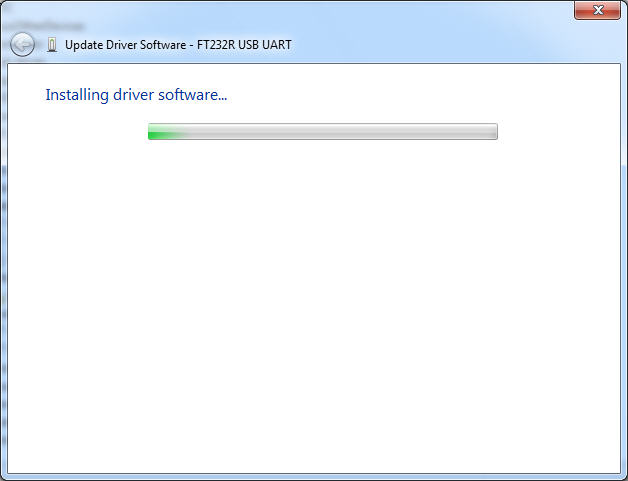 Update Driver Software - FT232R USB UART
Installing driver software...